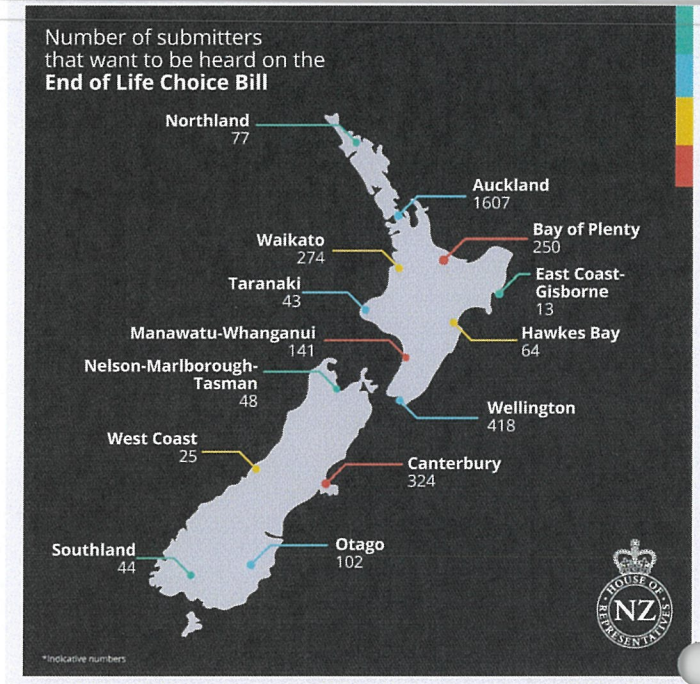 Number of submitters
that want to be heard on the
End of Life Choice Bill
Northland
77
Auckland
1607
Waikato
274
Bay of Plenty
250
Taranaki
43
East Coast-
Gisborne
13
Manawatu-Whanganui
141
Hawkes Bay
64
Nelson-Marlborough-
Tasman
48
Wellington
418
West Coast
25
Canterbury
324
Southland
44
Otago
102
HOUSE OF
NZ
REPRESENTATIVES
*Indicative numbers